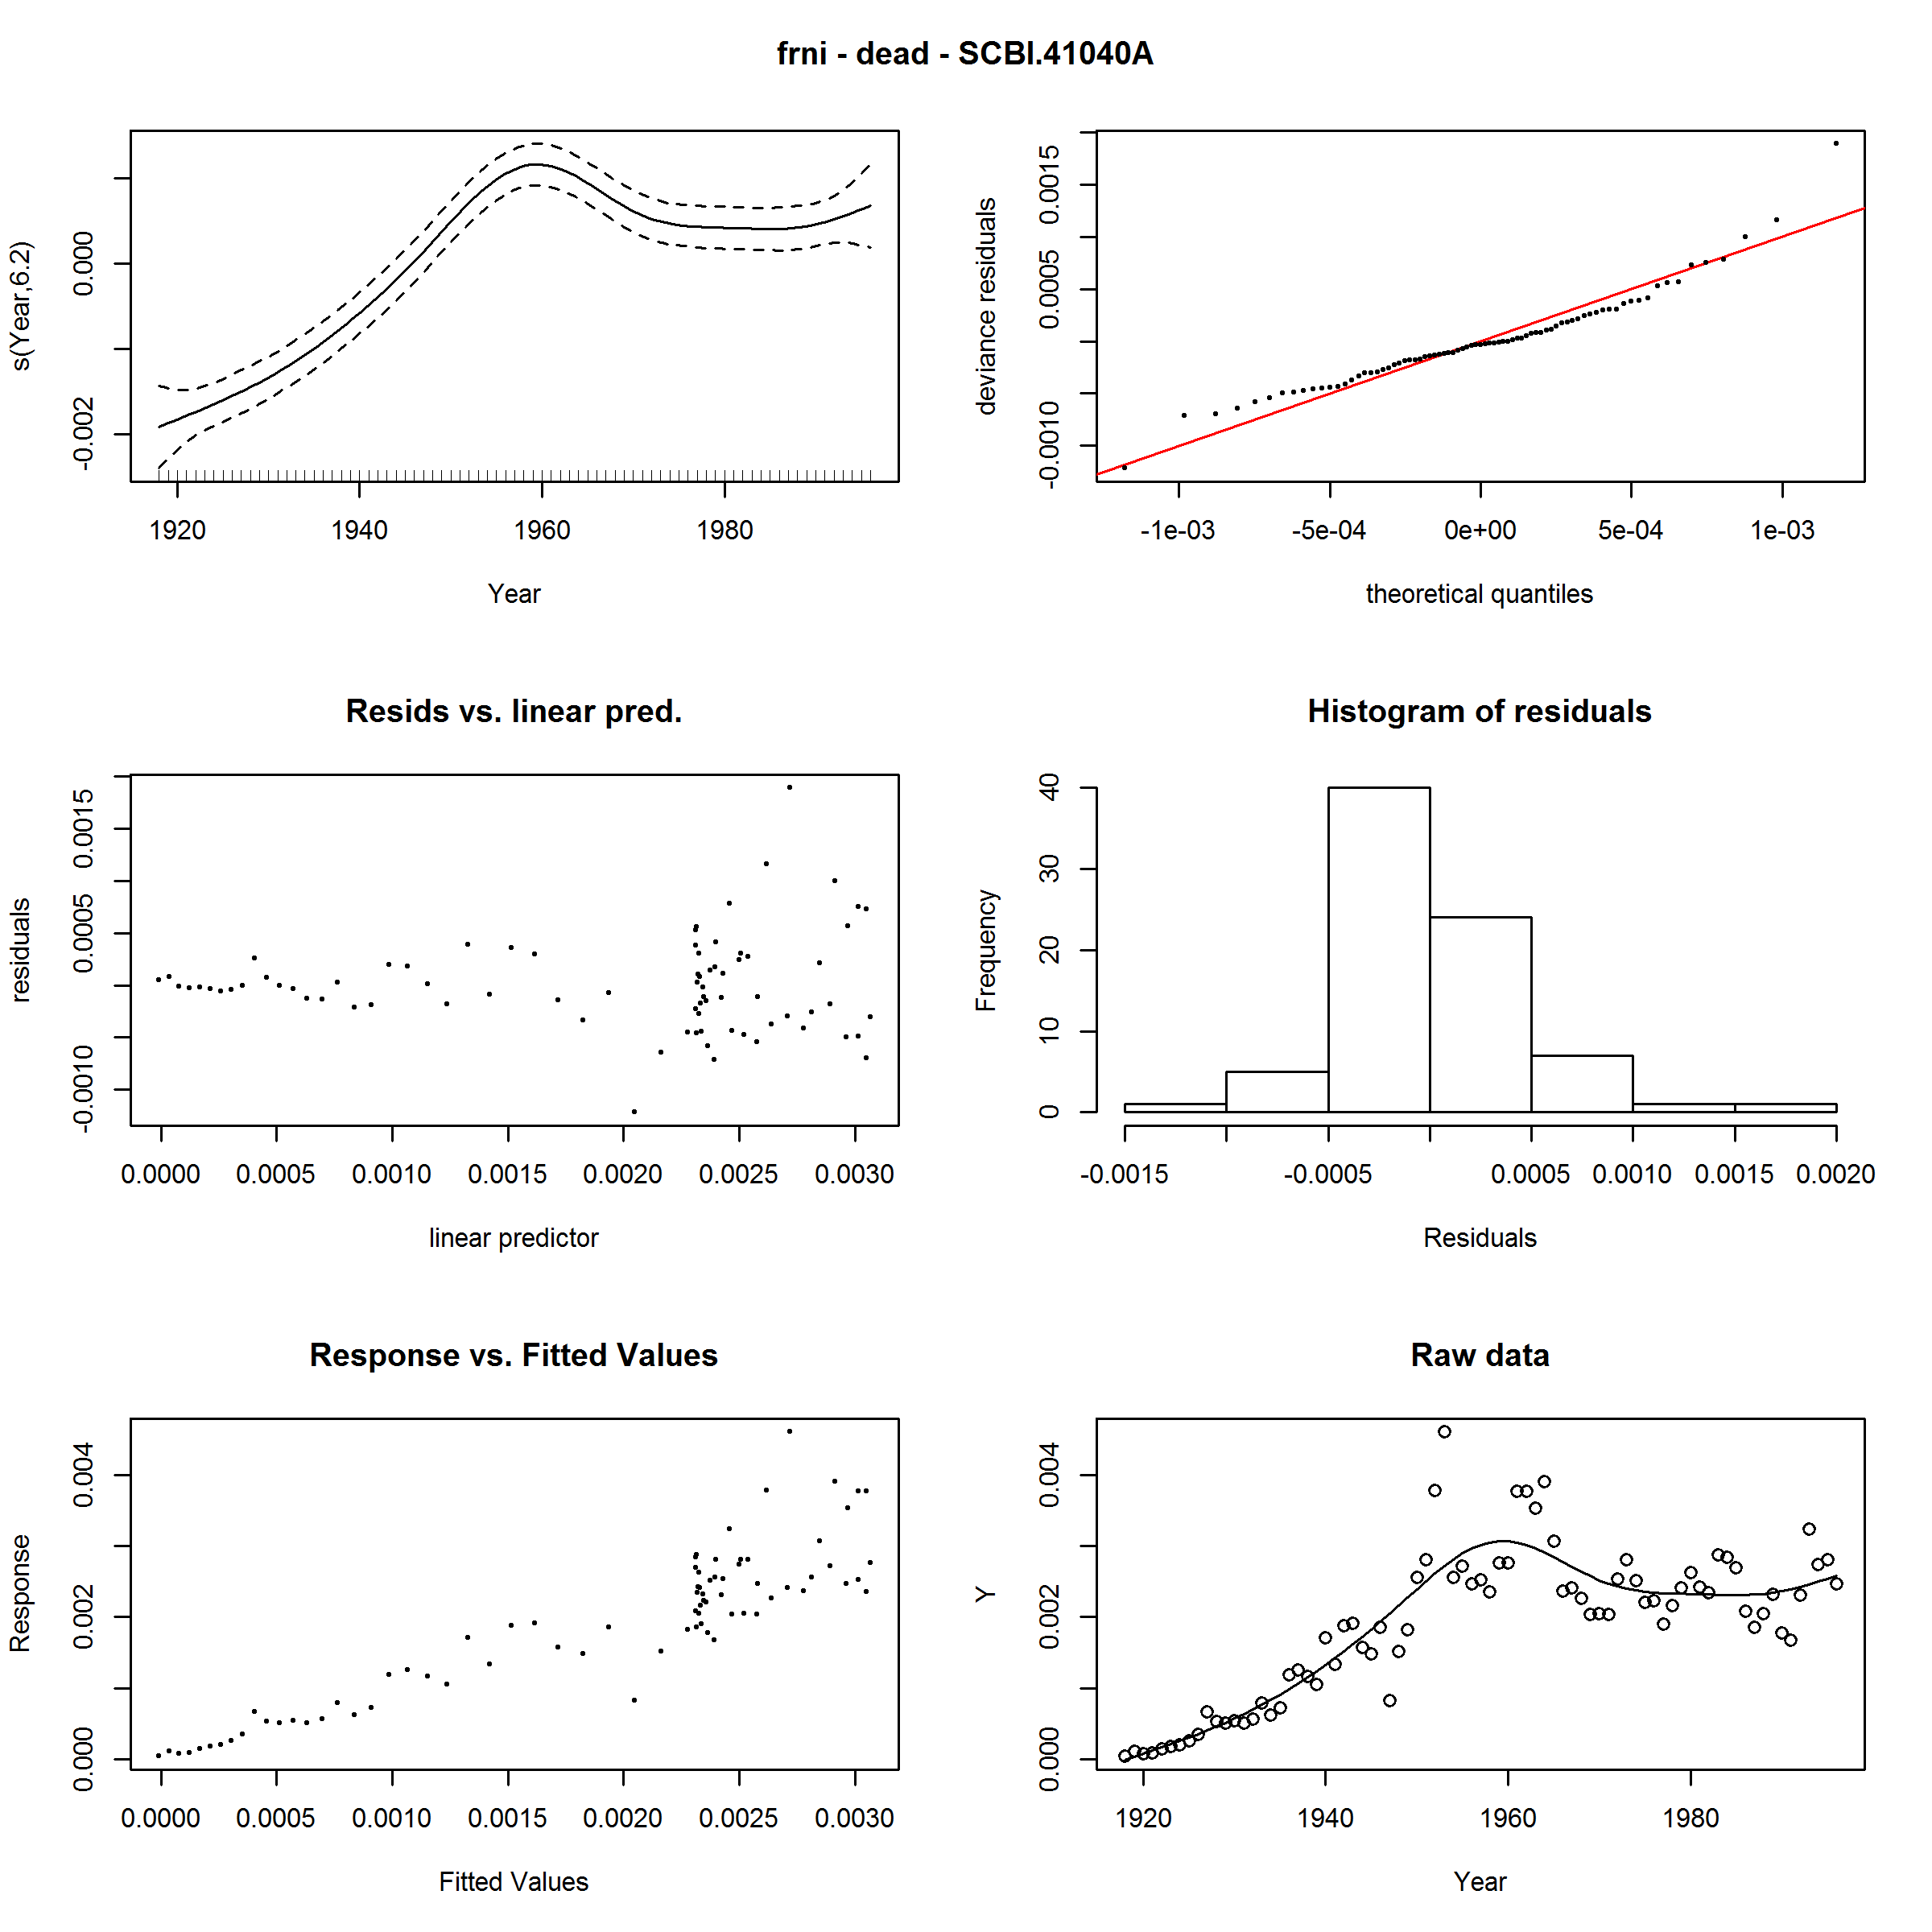 frni - dead - SCBI.41040A
s(Year,6.2)
0.000
-0.002
1920 1940 1960 1980
Year
deviance residuals
0.0015
0.0005
-0.0010
-1e-03 -5e-04 0e+00 5e-04 1e-03
theoretical quantiles
Resids vs. linear pred.
residuals
0.0015
0.0005
-0.0010
0.0000 0.0005 0.0010 0.0015 0.0020 0.0025 0.0030
linear predictor
Histogram of residuals
Frequency
40
30
20
10
0
-0.0015 -0.0005 0.0005 0.0010 0.0015 0.0020
Residuals
Response vs. Fitted Values
Response
0.004
0.002
0.000
0.0000 0.0005 0.0010 0.0015 0.0020 0.0025 0.0030
Fitted Values
Raw data
Y
0.004
0.002
0.000
1920 1940 1960 1980
Year